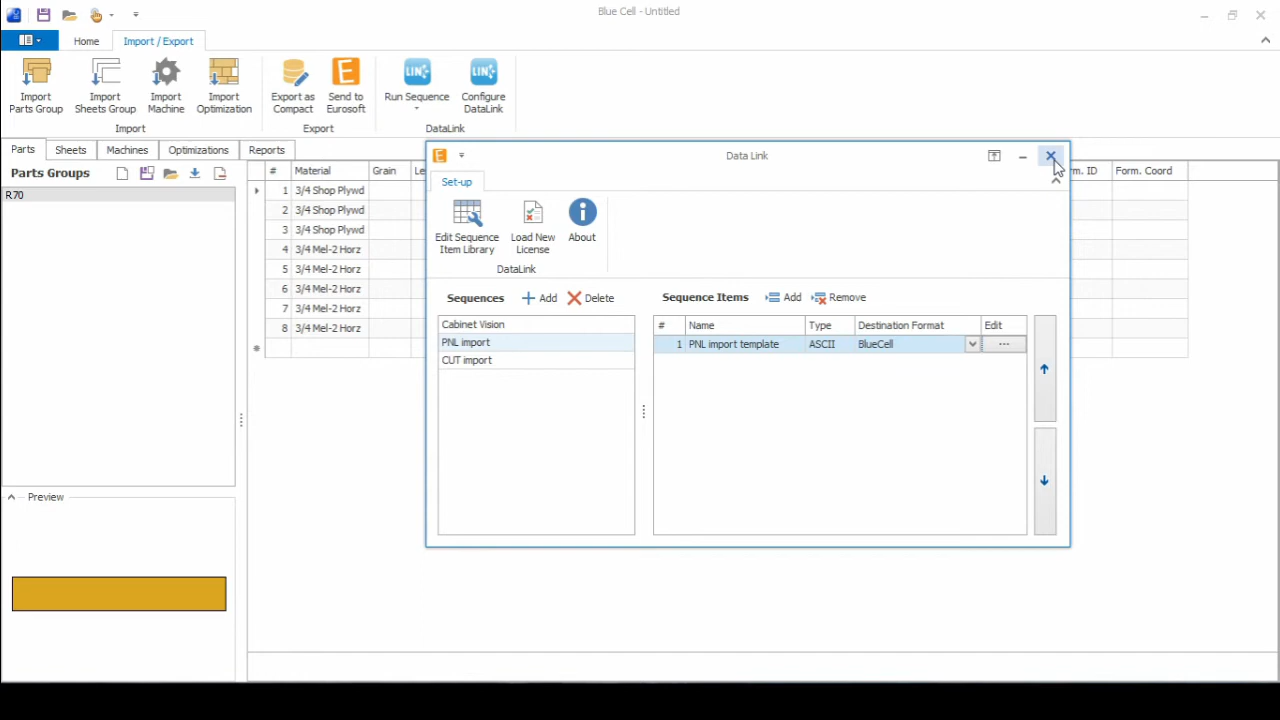 Blue Cell - Untitled
Home
Import / Export
Import
Parts Group
Import
Sheets Group
Import
Machine
Import
Optimization
Import
Export as
Compact
Send to
Eurosoft
Export
Run Sequence
Configure
DataLink
DataLink
Parts
Sheets
Machines
Optimizations
Reports
Parts Groups
R70
Preview
# Material Grain Le rm. ID Form. Coord
1 3/4 Shop Plywd
2 3/4 Shop Plywd
3 3/4 Shop Plywd
4 3/4 Mel-2 Horz
5 3/4 Mel-2 Horz
6 3/4 Mel-2 Horz
7 3/4 Mel-2 Horz
8 3/4 Mel-2 Horz
Data Link
Set-up
Edit Sequence
Item Library
Load New
License
About
DataLink
Sequences Add Delete
Cabinet Vision
PNL import
CUT import
Sequence Items Add Remove
# Name Type Destination Format Edit
1 PNL import template ASCII BlueCell ...